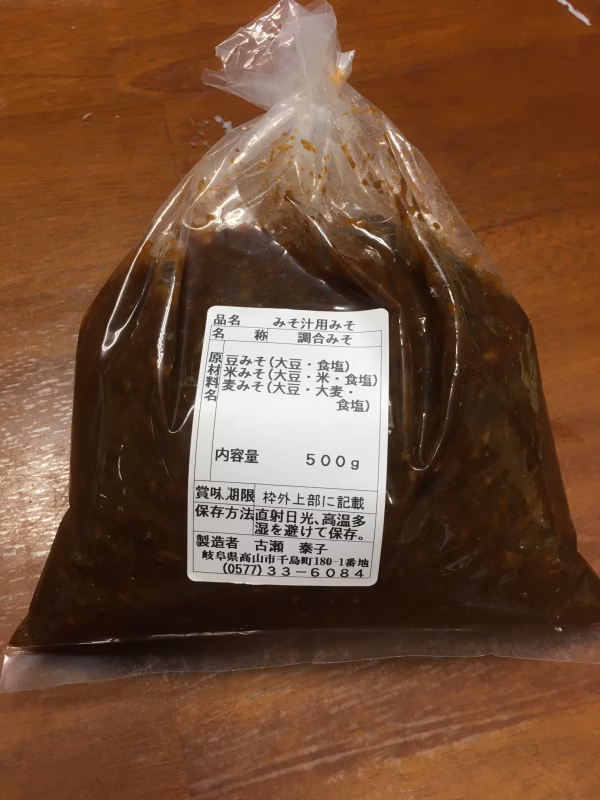 品名 みそ汁用みそ
名 称 調合みそ
原材料名 豆みそ(大豆・食塩)
米みそ(大豆・米・食塩)
麦みそ(大豆・大麦・
食塩)
内容量 500g
賞味期限 枠外上部に記載
保存方法 直射日光、高温多
湿を避けて保存。
製造者 古瀬 泰子
岐阜県高山市千島町180-1番地
(0577)33-6084